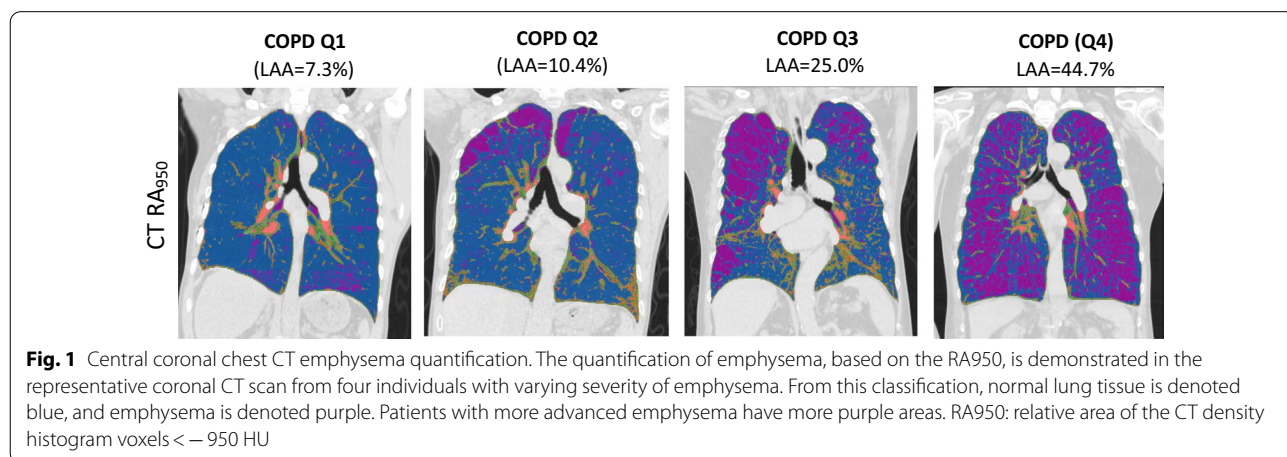 COPD Q1 COPD Q2 COPD Q3 COPD (Q4)
(LAA=7.3%) (LAA=10.4%) LAA=25.0% LAA=44.7%
CT RA950
Fig. 1 Central coronal chest CT emphysema quantification. The quantification of emphysema, based on the RA950, is demonstrated in the
representative coronal CT scan from four individuals with varying severity of emphysema. From this classification, normal lung tissue is denoted
blue, and emphysema is denoted purple. Patients with more advanced emphysema have more purple areas. RA950: relative area of the CT density
histogram voxels < − 950 HU